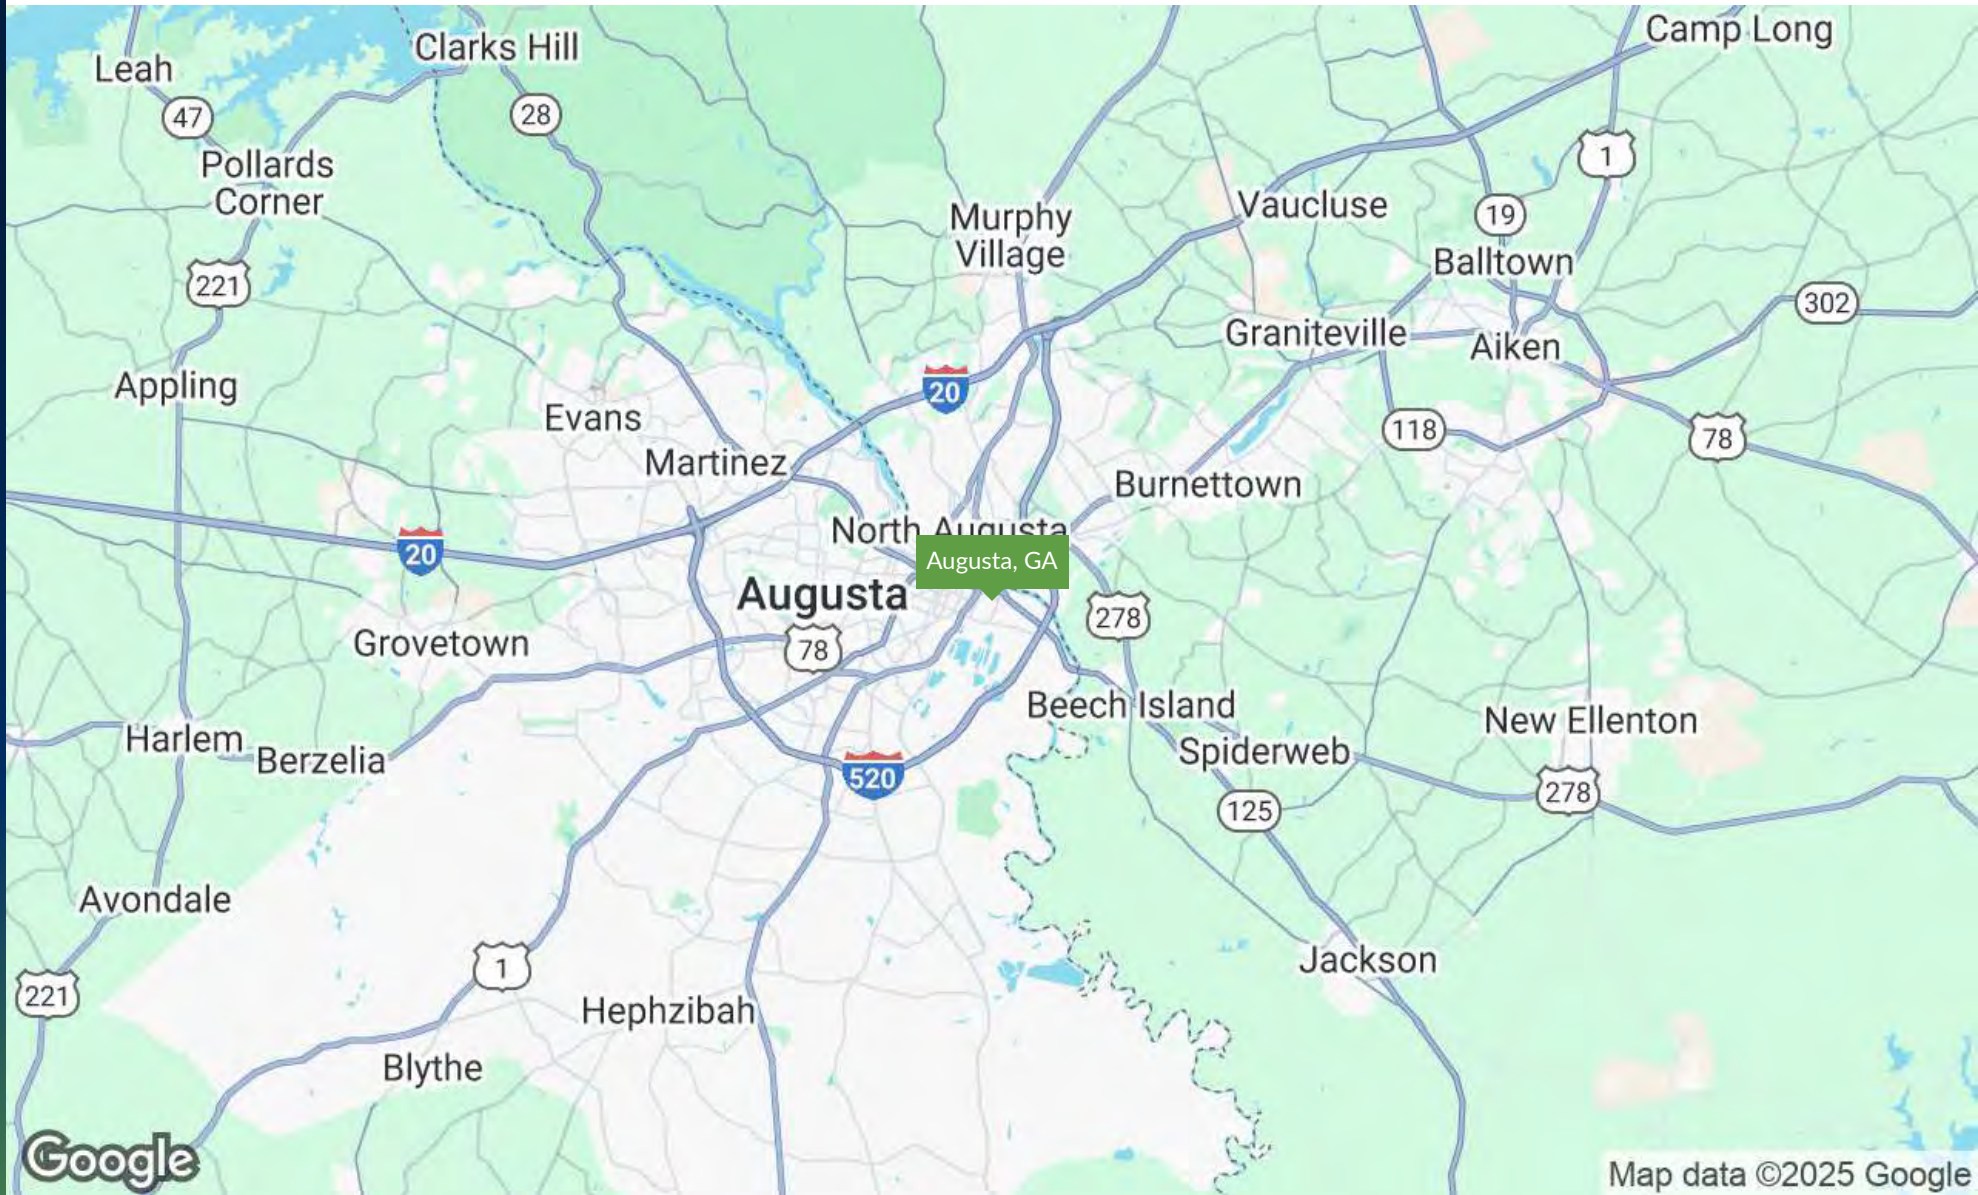 Camp Long
Clarks Hill
Leah
28
47
1
Pollards
Corner
Vaucluse
19
Murphy
Village
Balltown
221
302
Graniteville
Aiken
Appling
20
Evans
118
78
Martinez
Burnettown
North Augusta
20
Augusta, GA
Augusta
278
Grovetown
78
Beech Island
New Ellenton
Harlem
Spiderweb
Berzelia
520
278
125
Avondale
Jackson
1
221
Hephzibah
Blythe
Google
Map data ©2025 Google